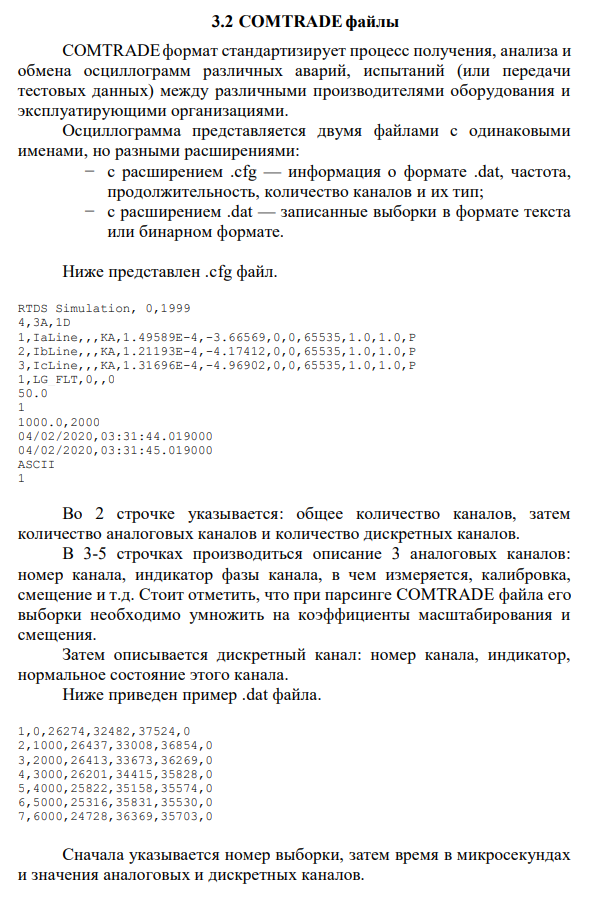 3.2 COMTRADE файлы
COMTRADE формат стандартизирует процесс получения, анализа и
обмена осциллограмм различных аварий, испытаний (или передачи
тестовых данных) между различными производителями оборудования и
эксплуатирующими организациями.
Осциллограмма представляется двумя файлами с одинаковыми
именами, но разными расширениями:
− с расширением .cfg — информация о формате .dat, частота,
продолжительность, количество каналов и их тип;
− с расширением .dat — записанные выборки в формате текста
или бинарном формате.
Ниже представлен .cfg файл.
RTDS Simulation, 0,1999
4,3A,1D
1,IaLine,,,KA,1.49589E-4,-3.66569,0,0,65535,1.0,1.0,P
2,IbLine,,,KA,1.21193E-4,-4.17412,0,0,65535,1.0,1.0,P
3,IcLine,,,KA,1.31696E-4,-4.96902,0,0,65535,1.0,1.0,P
1,LG FLT,0,,0
50.0
1
1000.0,2000
04/02/2020,03:31:44.019000
04/02/2020,03:31:45.019000
ASCII
1
Во 2 строчке указывается: общее количество каналов, затем
количество аналоговых каналов и количество дискретных каналов.
В 3-5 строчках производиться описание 3 аналоговых каналов:
номер канала, индикатор фазы канала, в чем измеряется, калибровка,
смещение и т.д. Стоит отметить, что при парсинге COMTRADE файла его
выборки необходимо умножить на коэффициенты масштабирования и
смещения.
Затем описывается дискретный канал: номер канала, индикатор,
нормальное состояние этого канала.
Ниже приведен пример .dat файла.
1,0,26274,32482,37524,0
2,1000,26437,33008,36854,0
3,2000,26413,33673,36269,0
4,3000,26201,34415,35828,0
5,4000,25822,35158,35574,0
6,5000,25316,35831,35530,0
7,6000,24728,36369,35703,0
Сначала указывается номер выборки, затем время в микросекундах
и значения аналоговых и дискретных каналов.